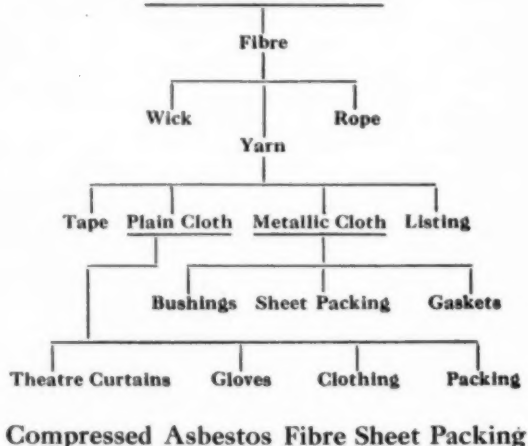 Fibre
Wick Rope
Yarn
Tape Plain Cloth Metallic Cloth Listing
Bushings Sheet Packing Gaskets
Theatre Curtains Gloves Clothing Packing
Compressed Asbestos Fibre Sheet Packing